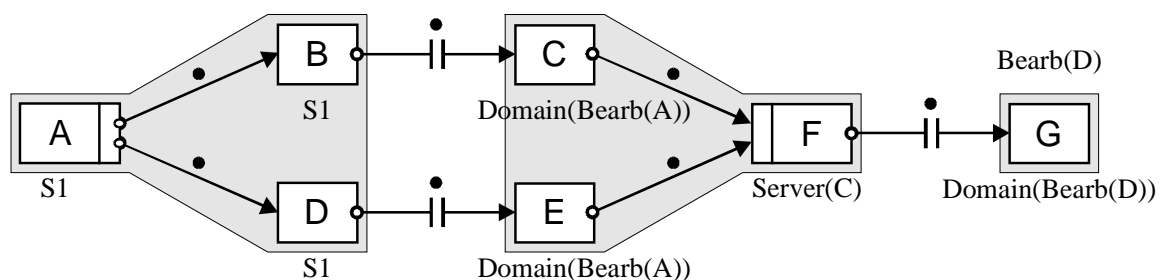 B
C
Bearb(D)
S1
Domain(Bearb(A))
A
F
G
S1
Server(C)
Domain(Bearb(D))
D
E
S1
Domain(Bearb(A))